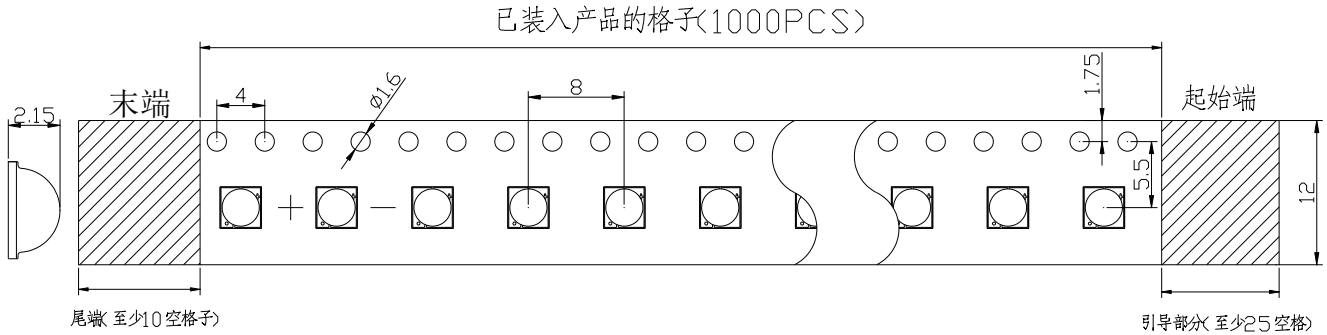 已装入产品的格子(1000PCS)
2.15
末端
4
Ø1.6
8
1.75
起始端
5.5
12
尾端(至少10空格子)
引导部分(至少25空格)